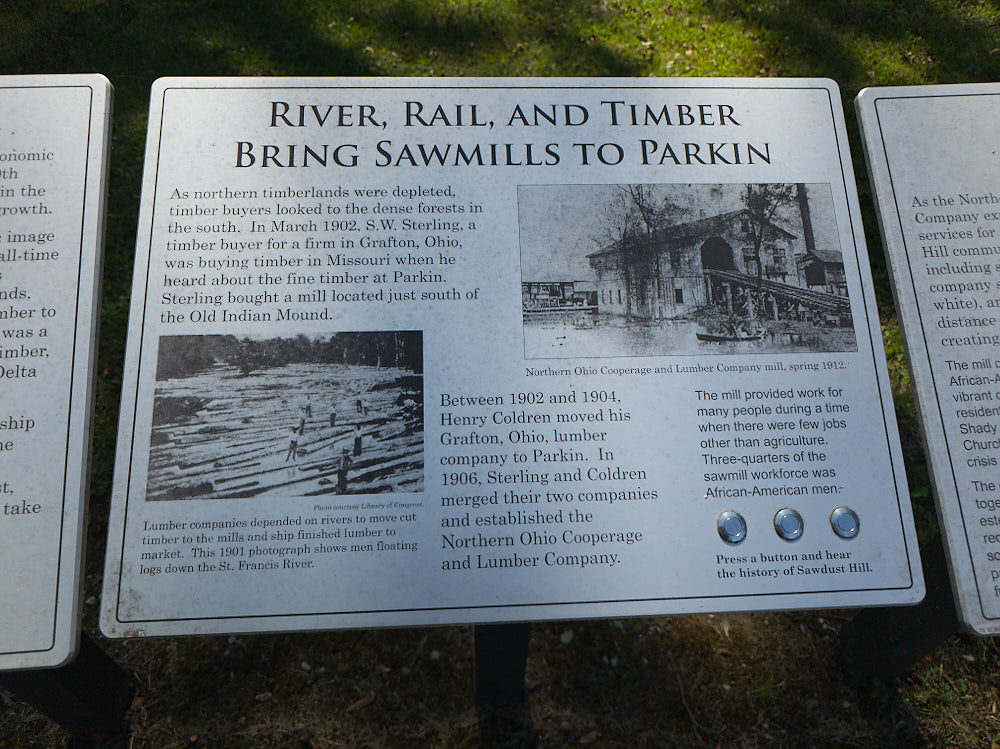 onomic
0th
in the
growth.
c image
all-time
s
nds,
mber to
was a
imber,
Delta
ship
he
st,
take
RIVER, RAIL, AND TIMBER
BRING SAWMILLS TO PARKIN
As northern timberlands were depleted,
timber buyers looked to the dense forests in
the south. In March 1902, S.W. Sterling, a
timber buyer for a firm in Grafton, Ohio,
was buying timber in Missouri when he
heard about the fine timber at Parkin.
Sterling bought a mill located just south of
the Old Indian Mound.
Photo courtesy Library of Congress.
Lumber companies depended on rivers to move cut
timber to the mills and ship finished lumber to
market. This 1901 photograph shows men floating
logs down the St. Francis River.
Northern Ohio Cooperage and Lumber Company mill, spring 1912.
Between 1902 and 1904,
Henry Coldren moved his
Grafton, Ohio, lumber
company to Parkin. In
1906, Sterling and Coldren
merged their two companies
and established the
Northern Ohio Cooperage
and Lumber Company.
The mill provided work for
many people during a time
when there were few jobs
other than agriculture.
Three-quarters of the
sawmill workforce was
African-American men.
Press a button and hear
the history of Sawdust Hill.
As the North
Company ex
services for
Hill commu
including s
company s
white), an
distance
creating
The mill c
African-A
vibrant c
residen
Shady
Church
crisis
The
toge
est
rec
so
p
f